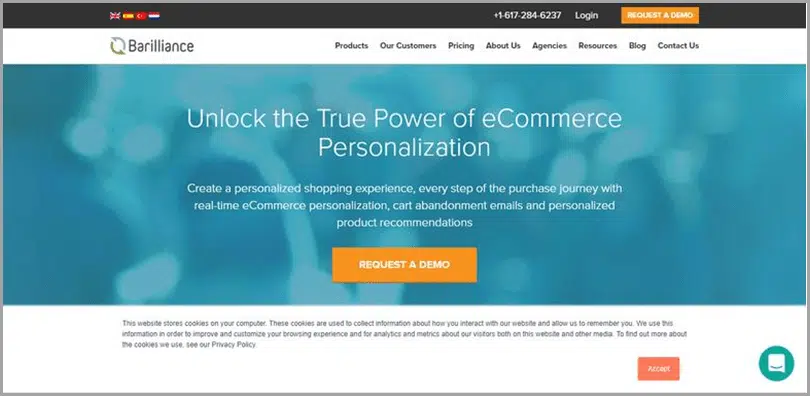 +1-617-284-6237 Login REQUEST A DEMO
Barilliance Products Our Customers Pricing About Us Agencies Resources Blog Contact Us
Unlock the True Power of eCommerce
Personalization
Create a personalized shopping experience, every step of the purchase journey with
real-time eCommerce personalization, cart abandonment emails and personalized
product recommendations
REQUEST A DEMO
This website stores cookies on your computer. These cookies are used to collect information about how you interact with our website and allow us to remember you. We use this
information in order to improve and customize your browsing experience and for analytics and metrics about our visitors both on this website and other media. To find out more about
the cookies we use, see our Privacy Policy.
Accept